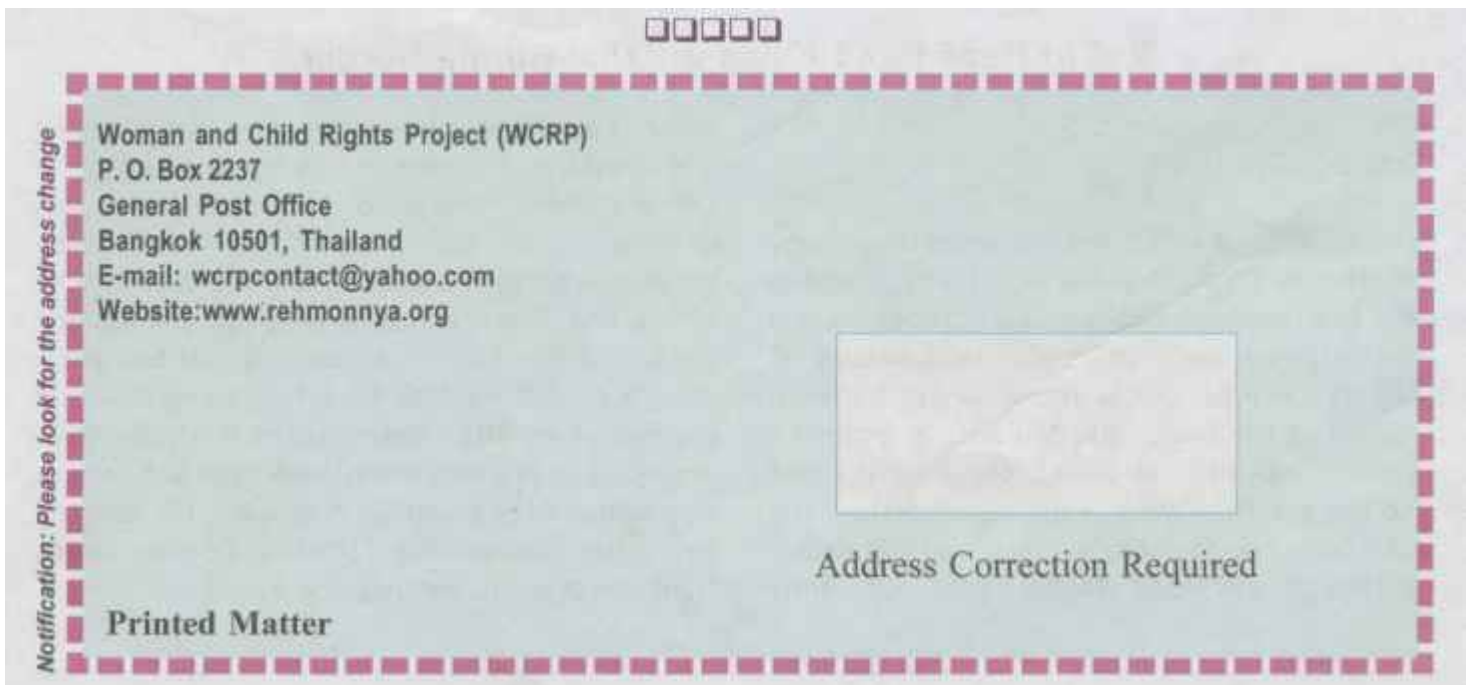 Notification: Please look for the address change
Woman and Child Rights Project (WCRP)
P. O. Box 2237
General Post Office
Bangkok 10501, Thailand
E-mail: wcrpcontact@yahoo.com
Website:www.rehmonnya.org
Address Correction Required
Printed Matter